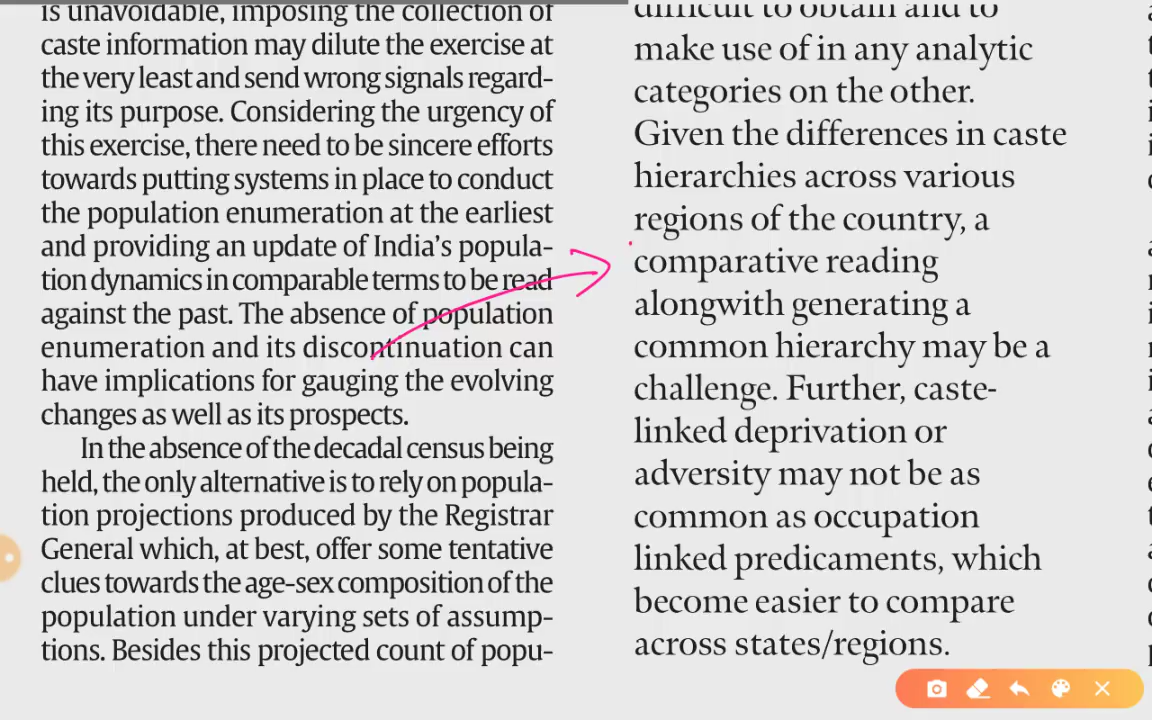 is unavoidable, imposing the collection of
caste information may dilute the exercise at
the very least and send wrong signals regard-
ing its purpose. Considering the urgency of
this exercise, there need to be sincere efforts
towards putting systems in place to conduct
the population enumeration at the earliest
and providing an update of India's popula-
tion dynamics in comparable terms to be read
against the past. The absence of population
enumeration and its discontinuation can
have implications for gauging the evolving
changes as well as its prospects.
In the absence of the decadal census being
held, the only alternative is to rely on popula-
tion projections produced by the Registrar
General which, at best, offer some tentative
clues towards the age-sex composition of the
population under varying sets of assump-
tions. Besides this projected count of popu-
difficult to obtain and to
make use of in any analytic
categories on the other.
Given the differences in caste
hierarchies across various
regions of the country, a
comparative reading
alongwith generating a
common hierarchy may be a
challenge. Further, caste-
linked deprivation or
adversity may not be as
common as occupation
linked predicaments, which
become easier to compare
across states/regions.